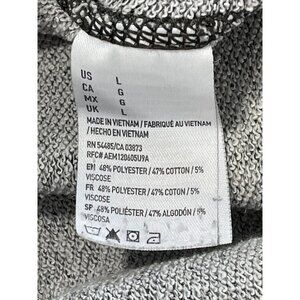 US L
CA G
MX G
UK L
MADE IN VIETNAM / FABRIQUÉ AU VIETNAM
/ HECHO EN VIETNAM
RN 54485/CA 03873
RFC# AEM120605U9A
EN 48% POLYESTER / 47% COTTON / 5%
VISCOSE
FR 48% POLYESTER / 47% COTON / 5%
VISCOSE
SP 48% POLIÉSTER / 47% ALGODÓN / 5%
VISCOSA